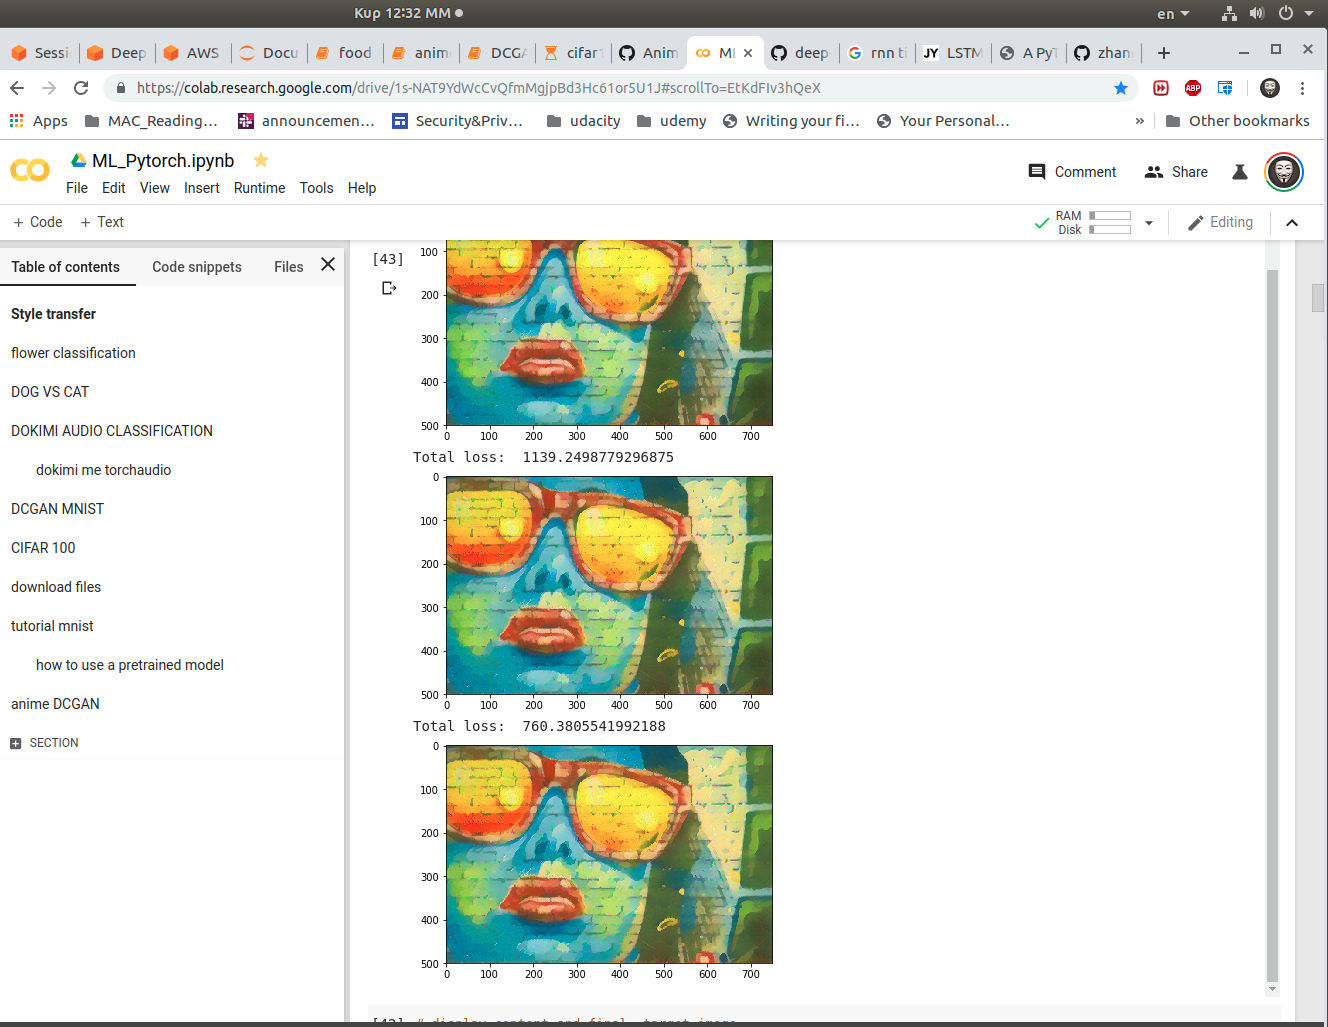 Κυρ 12:32 ΜΜ
en
Sessi
Deep
AWS
Docu
food
anim
DCGA
cifar1
Anim
ML
deep-
rnn ti
JY LSTM
A PyT
zhan
https://colab.research.google.com/drive/1s-NAT9YdWcCvQfmMgjpBd3Hc61or5U1J#scrollTo=EtKdFIv3hQeX
ABP
Apps
MAC_Reading...
announcemen...
Security&Priv...
udacity
udemy
Writing your fi...
Your Personal...
»
Other bookmarks
ML_Pytorch.ipynb
File Edit View Insert Runtime Tools Help
Comment
Share
+ Code + Text
RAM
Disk
Editing
Table of contents
Code snippets
Files
Style transfer
flower classification
DOG VS CAT
DOKIMI AUDIO CLASSIFICATION
dokimi me torchaudio
DCGAN MNIST
CIFAR 100
download files
tutorial mnist
how to use a pretrained model
anime DCGAN
SECTION
[43]
100
200
300
400
500
0 100 200 300 400 500 600 700
Total loss: 1139.2498779296875
0
100
200
300
400
500
0 100 200 300 400 500 600 700
Total loss: 760.3805541992188
0
100
200
300
400
500
0 100 200 300 400 500 600 700